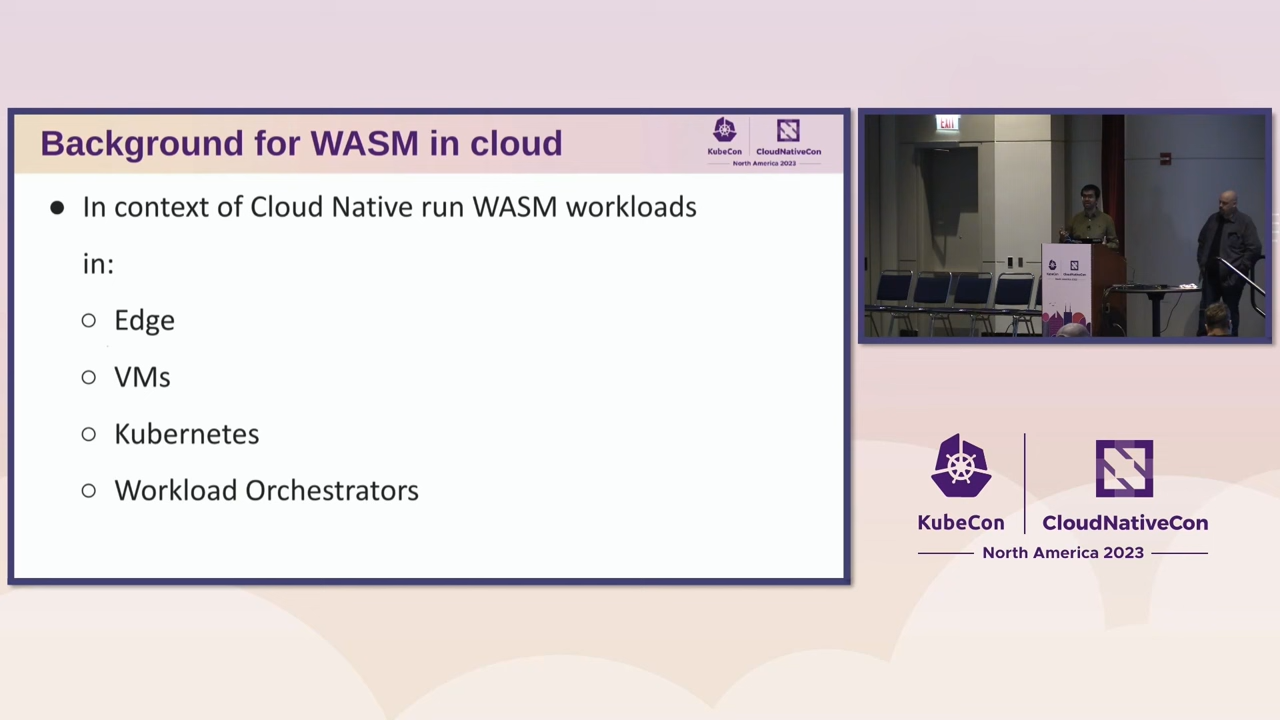 Background for WASM in cloud
KubeCon
CloudNativeCon
North America 2023
● In context of Cloud Native run WASM workloads
in:
○ Edge
○ VMs
○ Kubernetes
○ Workload Orchestrators
EXIT
KubeCon
CloudNativeCon
North America 2023